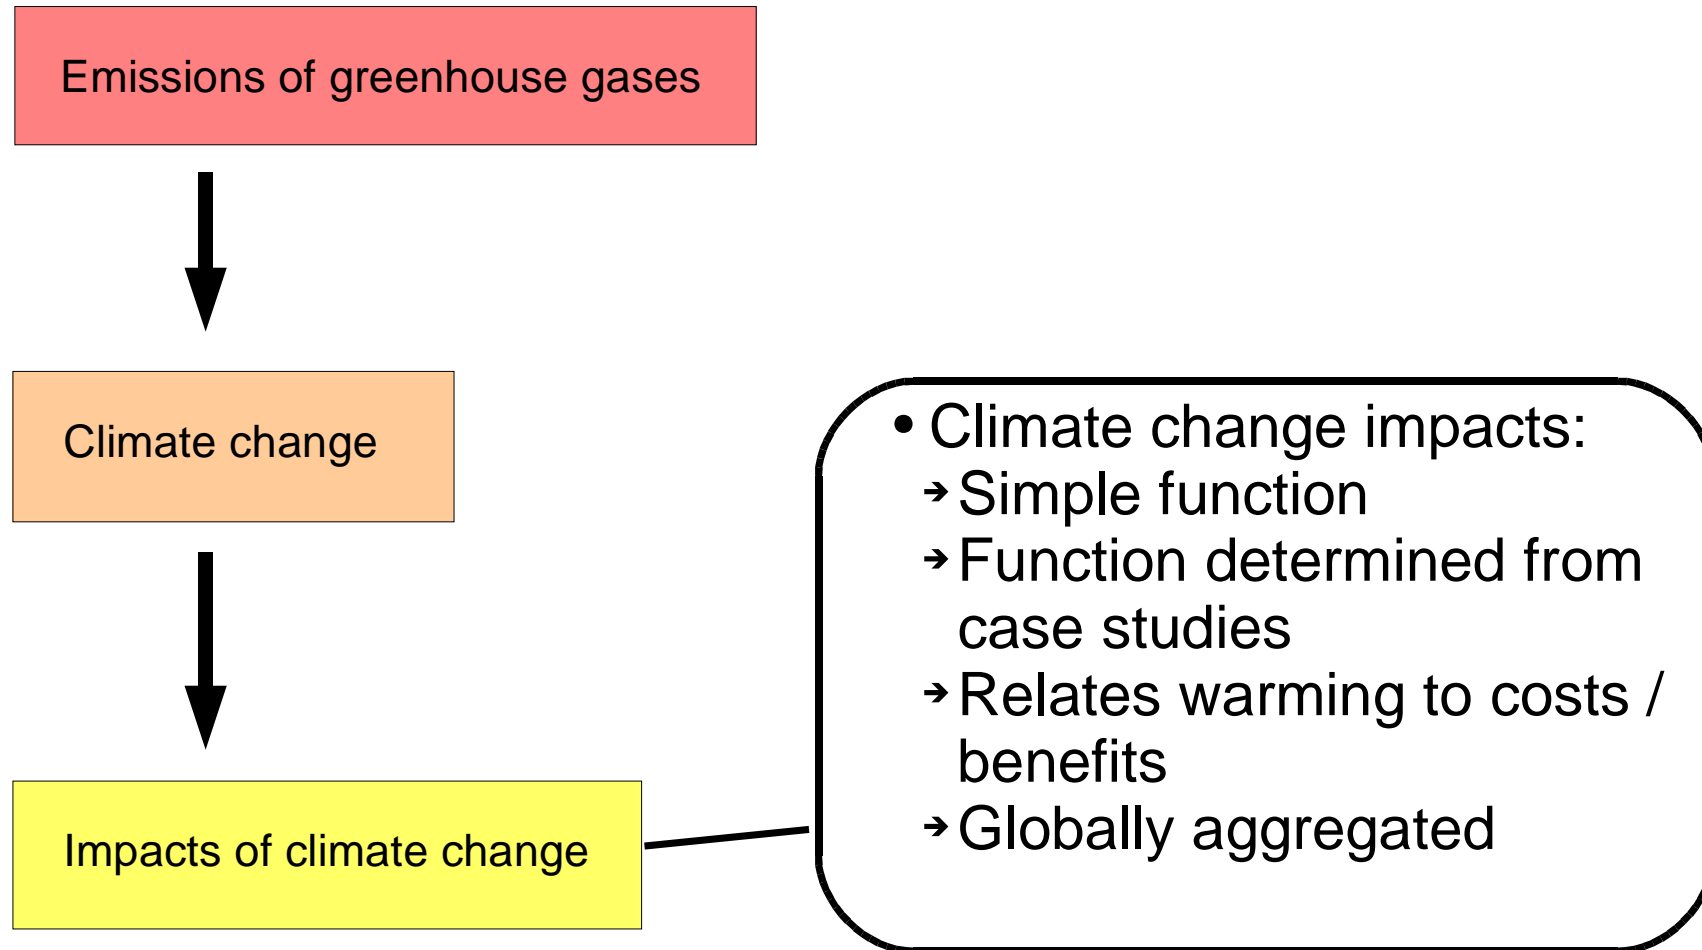 Emissions of greenhouse gases
Climate change
Impacts of climate change
• Climate change impacts:
➔ Simple function
➔ Function determined from
case studies
➔ Relates warming to costs /
benefits
➔ Globally aggregated